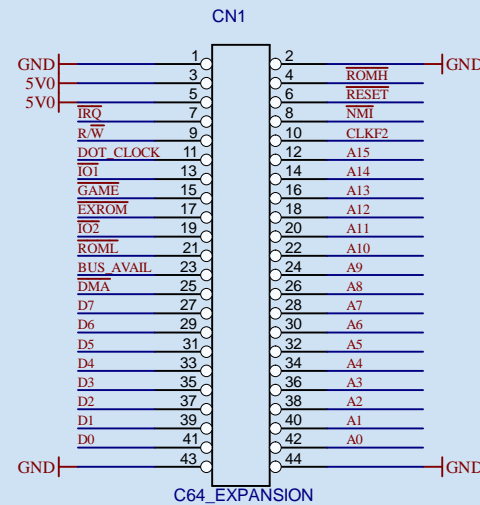 CN1
GND 1 2 GND
5V0 3 4 ROMH
5V0 5 6 RESET
IRQ 7 8 NMI
R/W 9 10 CLKF2
DOT_CLOCK 11 12 A15
IO1 13 14 A14
GAME 15 16 A13
EXROM 17 18 A12
IO2 19 20 A11
ROML 21 22 A10
BUS_AVAIL 23 24 A9
DMA 25 26 A8
D7 27 28 A7
D6 29 30 A6
D5 31 32 A5
D4 33 34 A4
D3 35 36 A3
D2 37 38 A2
D1 39 40 A1
D0 41 42 A0
GND 43 44 GND
C64_EXPANSION